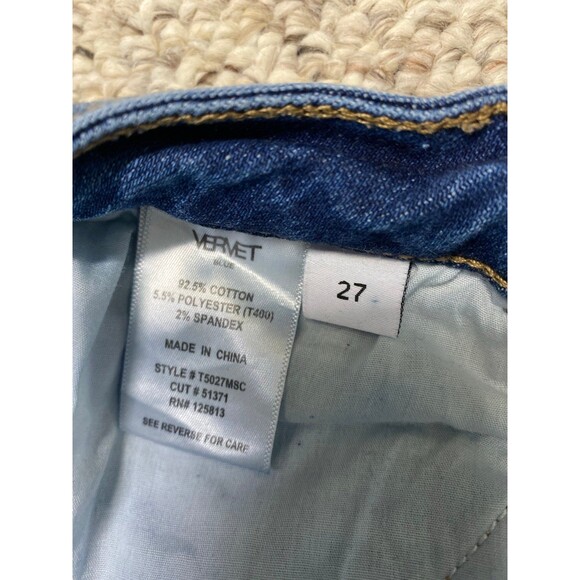 VERVET
BLUE
92.5% COTTON
5.5% POLYESTER (T400)
2% SPANDEX
MADE IN CHINA
STYLE # T5027MSC
CUT # 51371
RN# 125813
SEE REVERSE FOR CARE
27